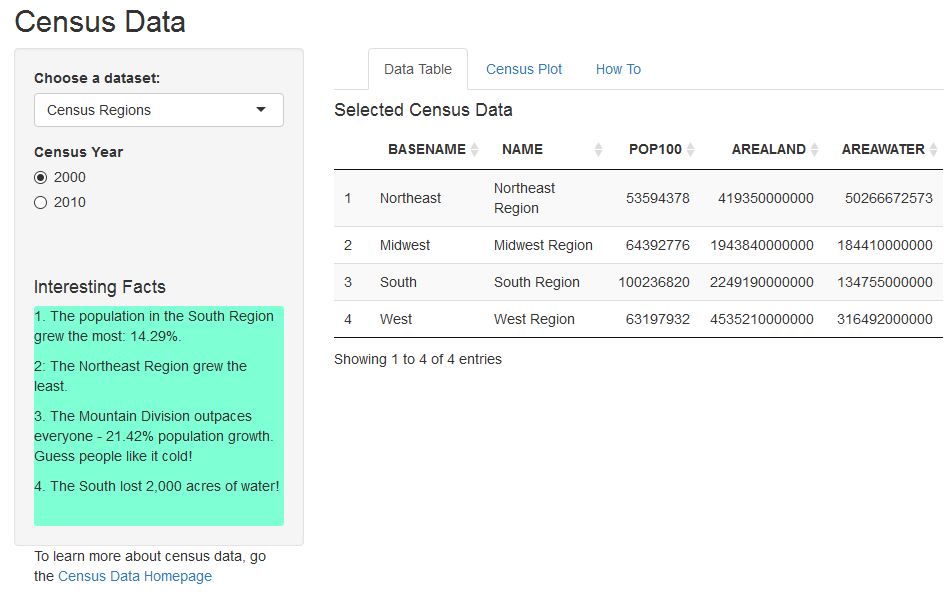 Census Data
Choose a dataset:
Census Regions
Census Year
2000
2010
Interesting Facts
1. The population in the South Region
grew the most: 14.29%.
2: The Northeast Region grew the
least.
3. The Mountain Division outpaces
everyone - 21.42% population growth.
Guess people like it cold!
4. The South lost 2,000 acres of water!
To learn more about census data, go
the Census Data Homepage
Data Table Census Plot How To
Selected Census Data
BASENAME NAME POP100 AREALAND AREAWATER
1 Northeast Northeast Region 53594378 419350000000 50266672573
2 Midwest Midwest Region 64392776 1943840000000 184410000000
3 South South Region 100236820 2249190000000 134755000000
4 West West Region 63197932 4535210000000 316492000000
Showing 1 to 4 of 4 entries